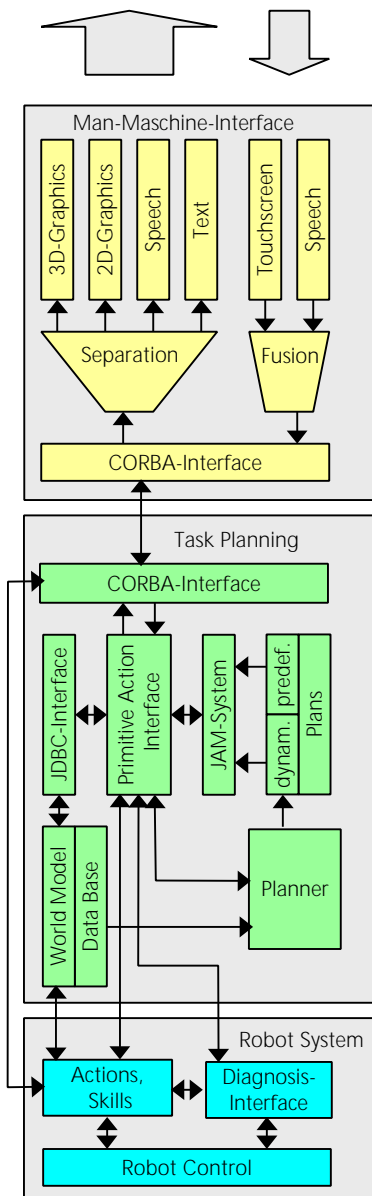 Man-Maschine-Interface
3D-Graphics
2D-Graphics
Speech
Text
Touchscreen
Speech
Separation
Fusion
CORBA-Interface
Task Planning
CORBA-Interface
JDBC-Interface
Primitive Action
Interface
JAM-System
dynam.
predef.
Plans
World Model
Data Base
Planner
Robot System
Actions,
Skills
Diagnosis-
Interface
Robot Control